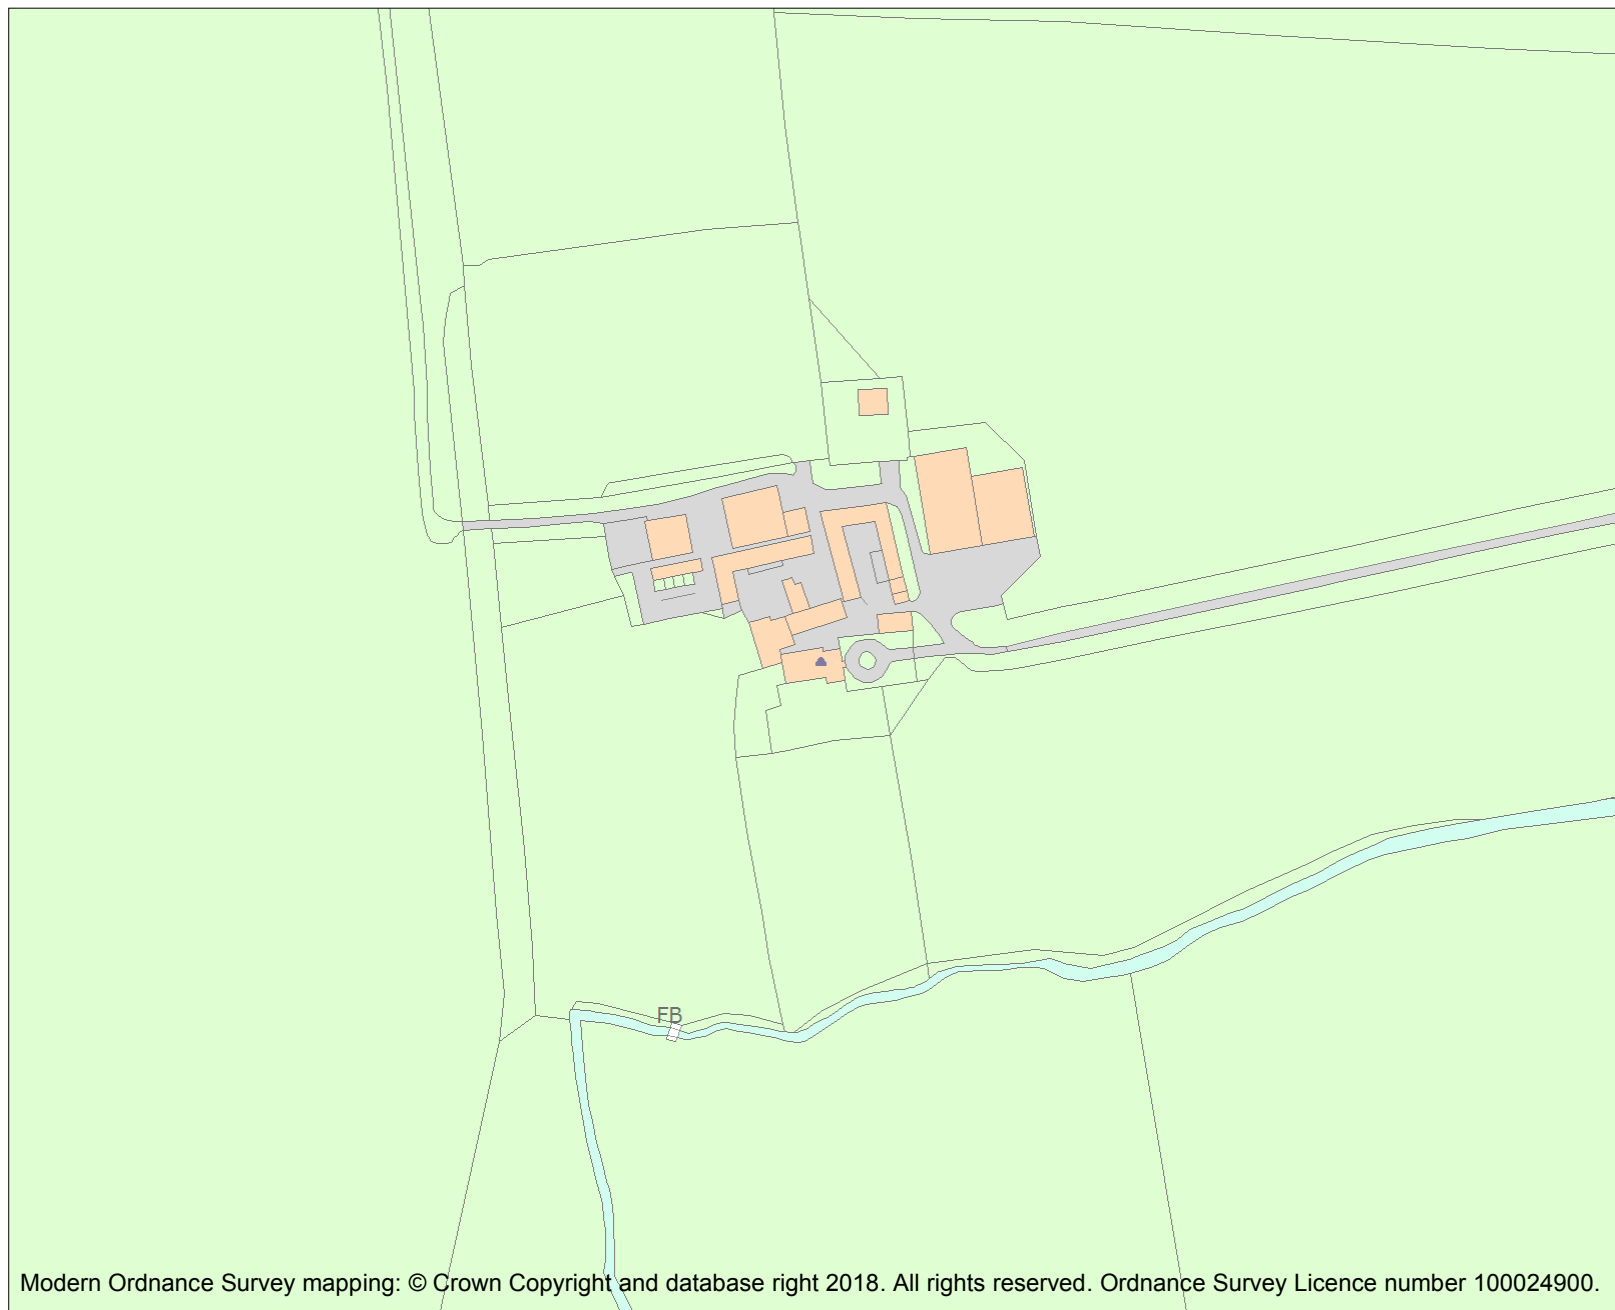 FB
Modern Ordnance Survey mapping: © Crown Copyright and database right 2018. All rights reserved. Ordnance Survey Licence number 100024900.